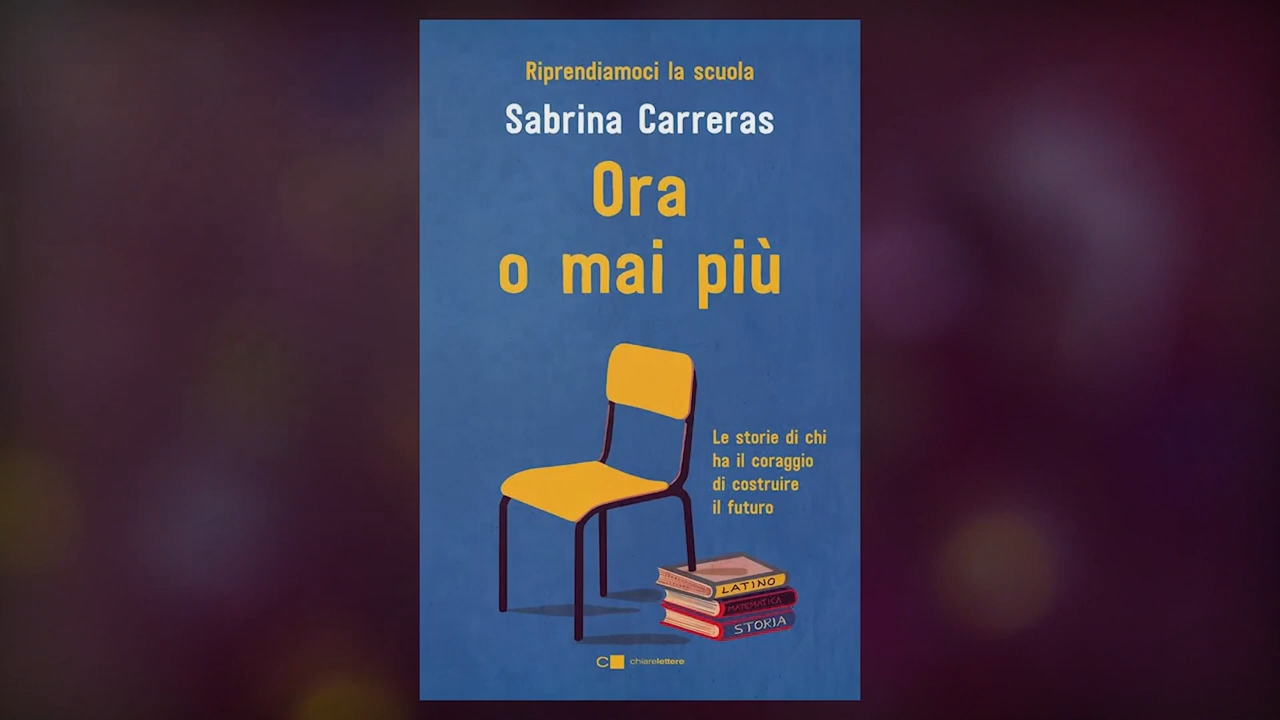 Riprendiamoci la scuola
Sabrina Carreras
Ora
o mai più
Le storie di chi
ha il coraggio
di costruire
il futuro
LATINO
MATEMATICA
STORIA
chiarelettere